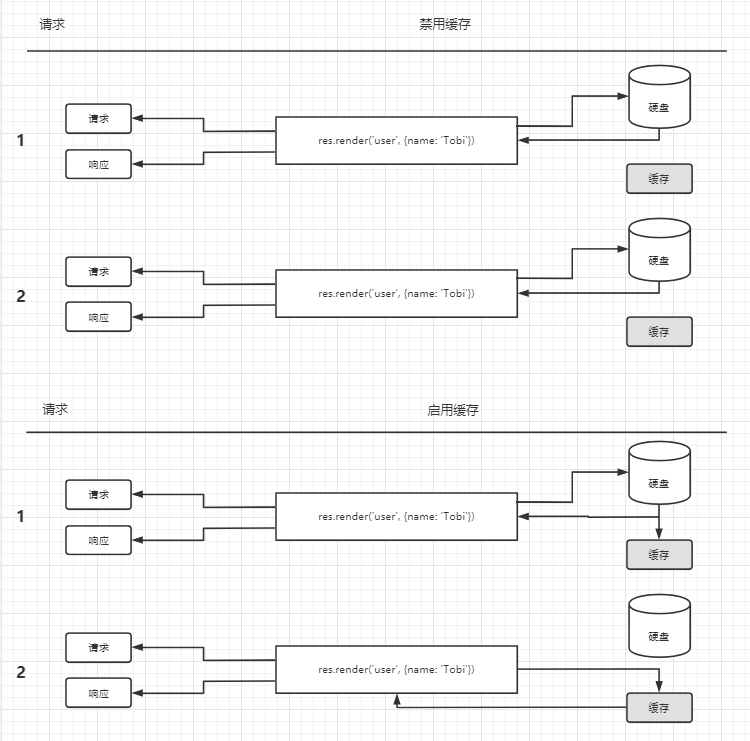 请求 禁用缓存
1
请求
响应
res.render('user', {name: 'Tobi'})
硬盘
缓存
2
请求
响应
res.render('user', {name: 'Tobi'})
硬盘
缓存
请求 启用缓存
1
请求
响应
res.render('user', {name: 'Tobi'})
硬盘
缓存
2
请求
响应
res.render('user', {name: 'Tobi'})
硬盘
缓存